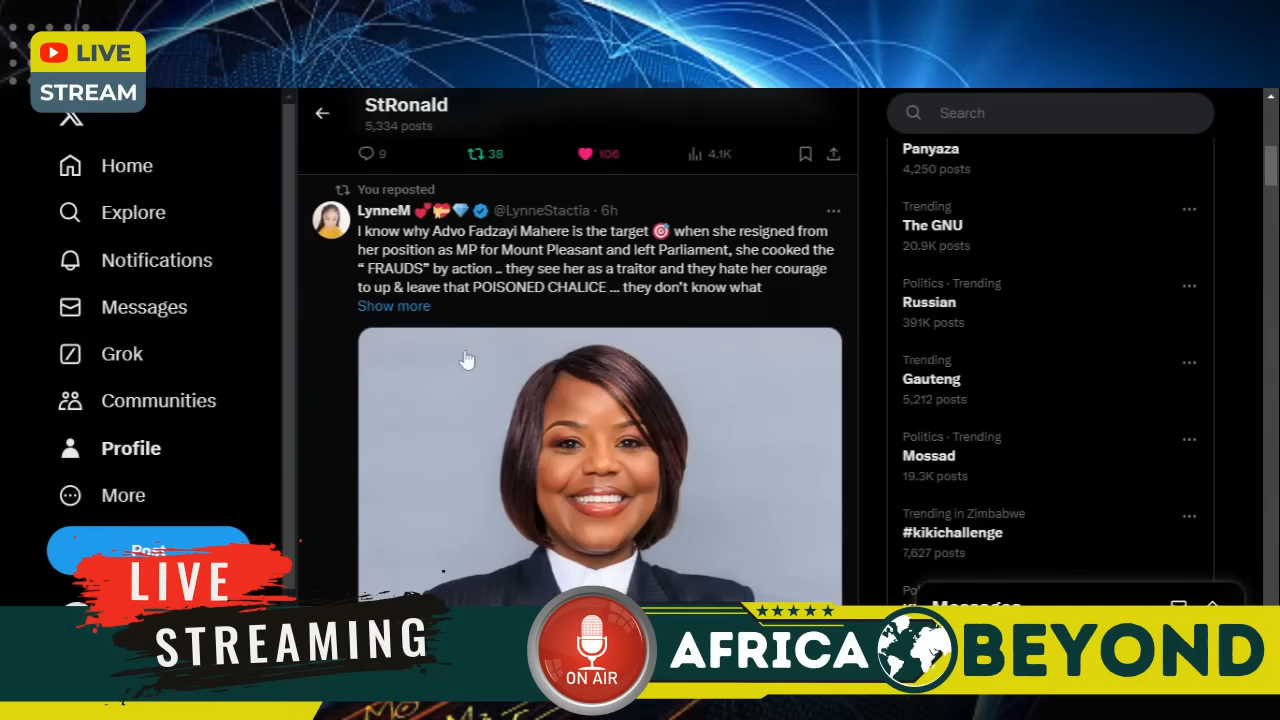 LIVE
STREAM
StRonald
5,334 posts
9
38
106
4.1K
You reposted
LynneM 💕💝💎 @LynneStactia · 6h
I know why Advo Fadzayi Mahere is the target 🎯 when she resigned from
her position as MP for Mount Pleasant and left Parliament, she cooked the
“ FRAUDS” by action .. they see her as a traitor and they hate her courage
to up & leave that POISONED CHALICE ... they don’t know what
Show more
Home
Explore
Notifications
Messages
Grok
Communities
Profile
More
Post
Search
Panyaza
4,250 posts
Trending
The GNU
20.9K posts
Politics · Trending
Russian
391K posts
Trending
Gauteng
5,212 posts
Politics · Trending
Mossad
19.3K posts
Trending in Zimbabwe
#kikichallenge
7,627 posts
Messages
LIVE
STREAMING
ON AIR
AFRICA BEYOND